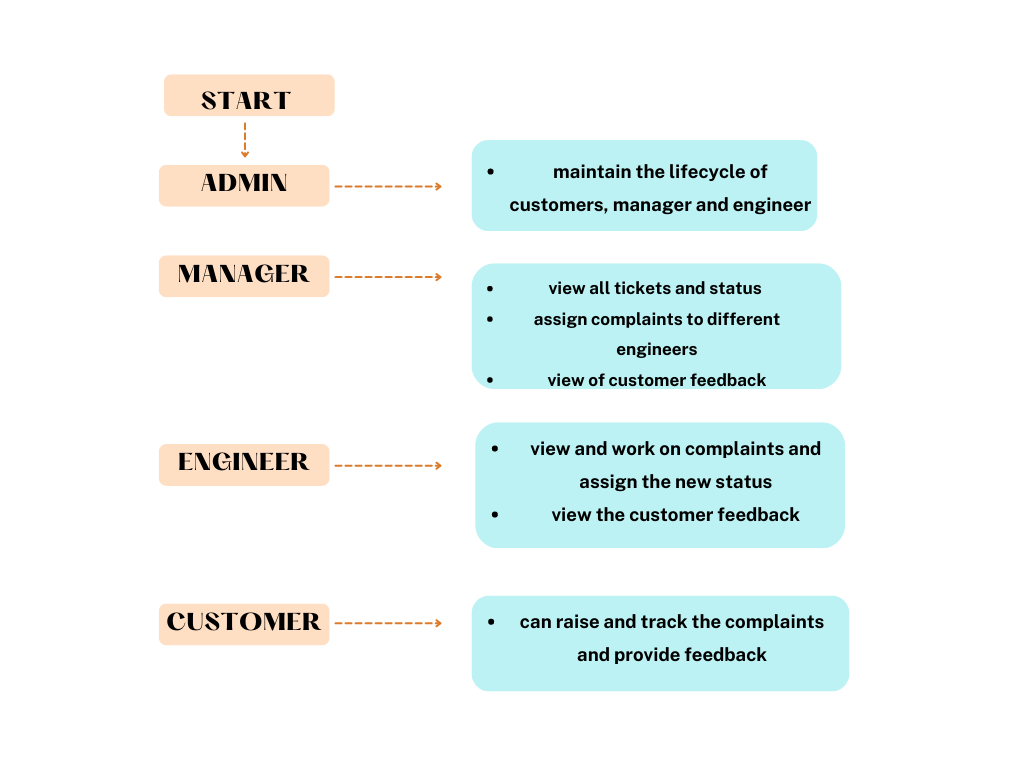 START
ADMIN
• maintain the lifecycle of
customers, manager and engineer
MANAGER
• view all tickets and status
• assign complaints to different
engineers
• view of customer feedback
ENGINEER
• view and work on complaints and
assign the new status
• view the customer feedback
CUSTOMER
• can raise and track the complaints
and provide feedback